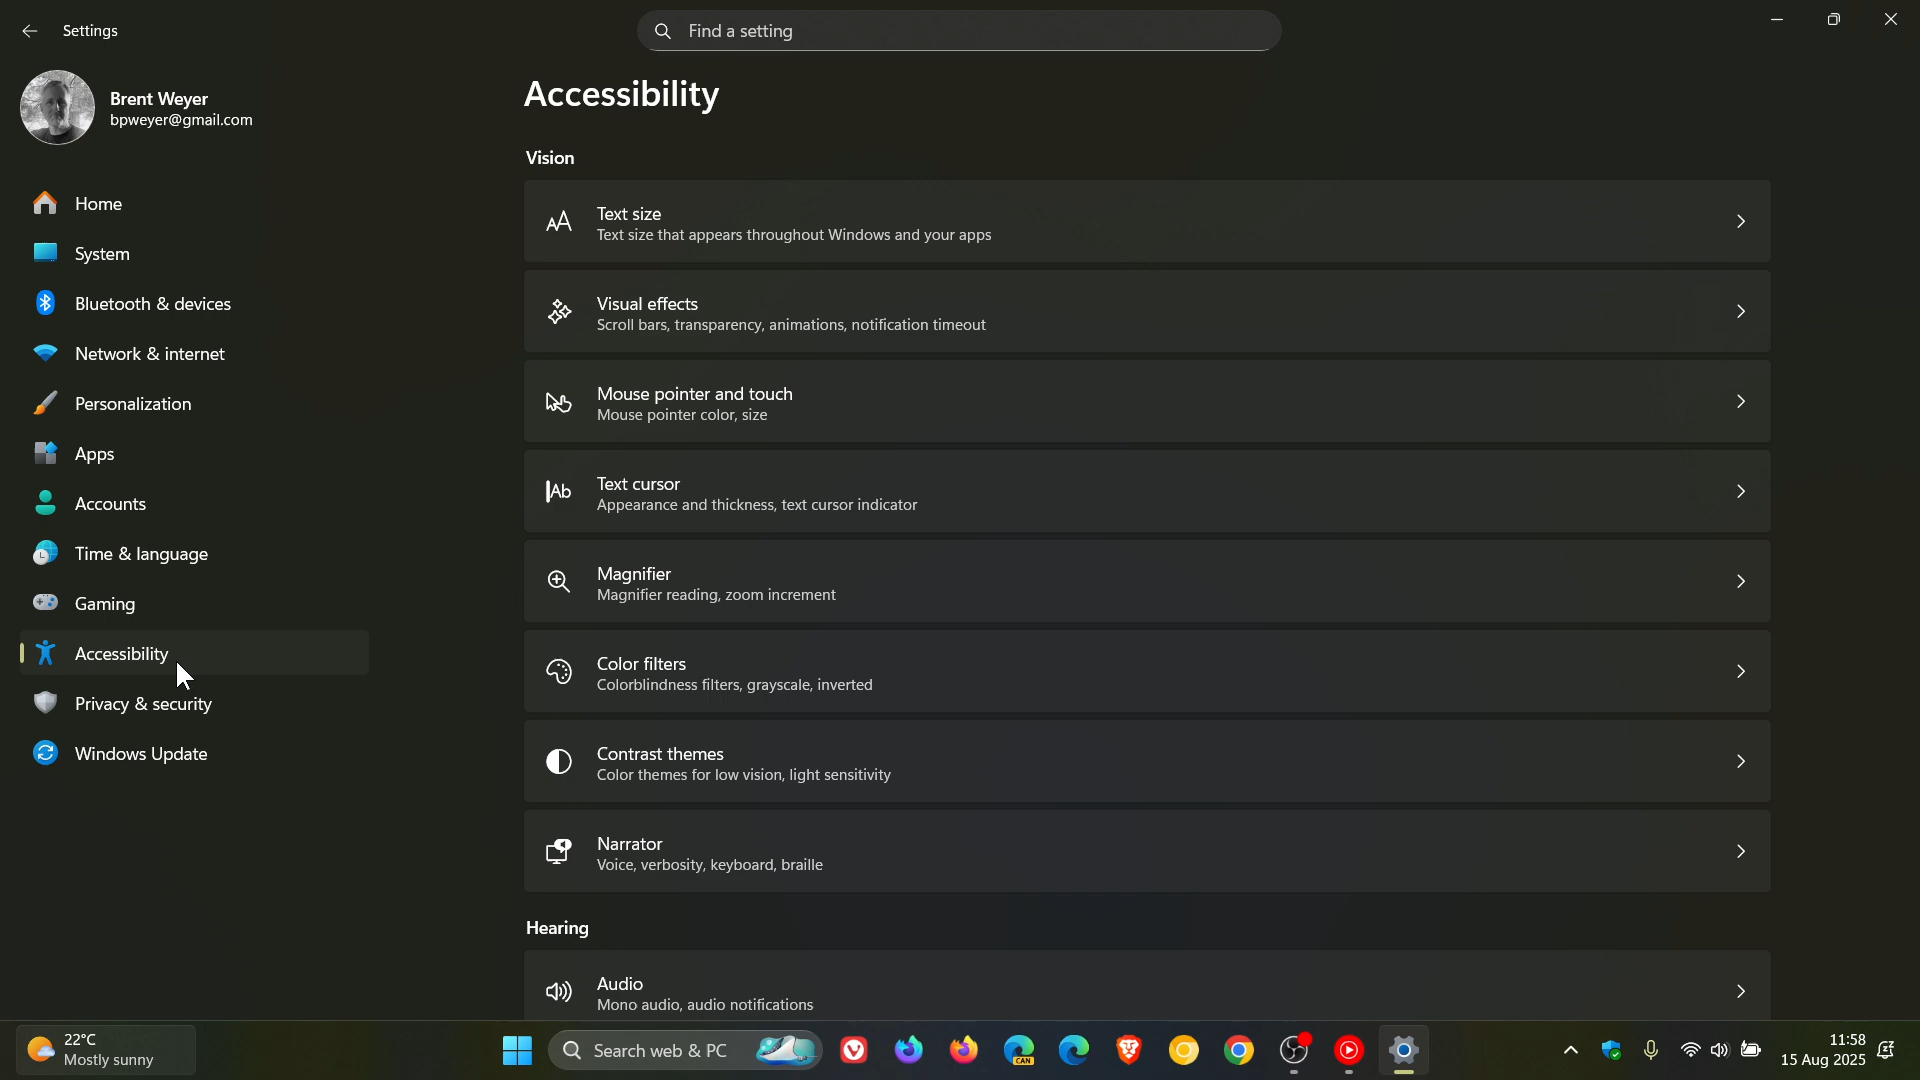 Settings
Find a setting
Brent Weyer
bpweyer@gmail.com
Home
System
Bluetooth & devices
Network & internet
Personalization
Apps
Accounts
Time & language
Gaming
Accessibility
Privacy & security
Windows Update
Accessibility
Vision
Text size
Text size that appears throughout Windows and your apps
Visual effects
Scroll bars, transparency, animations, notification timeout
Mouse pointer and touch
Mouse pointer color, size
Text cursor
Appearance and thickness, text cursor indicator
Magnifier
Magnifier reading, zoom increment
Color filters
Colorblindness filters, grayscale, inverted
Contrast themes
Color themes for low vision, light sensitivity
Narrator
Voice, verbosity, keyboard, braille
Hearing
Audio
Mono audio, audio notifications
22°C
Mostly sunny
Search web & PC
CAN
11:58
15 Aug 2025